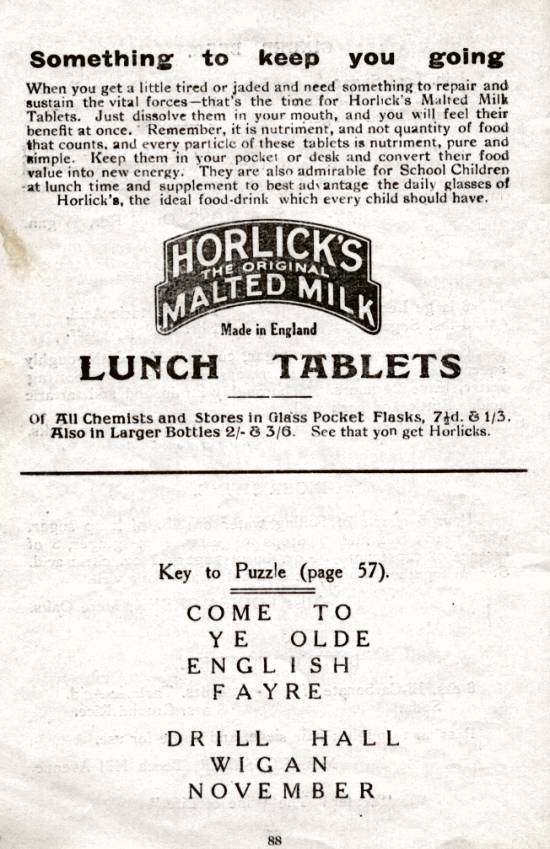 Something to keep you going
When you get a little tired or jaded and need something to repair and
sustain the vital forces—that's the time for Horlick's Malted Milk
Tablets. Just dissolve them in your mouth, and you will feel their
benefit at once. Remember, it is nutriment, and not quantity of food
that counts, and every particle of these tablets is nutriment, pure and
simple. Keep them in your pocket or desk and convert their food
value into new energy. They are also admirable for School Children
at lunch time and supplement to best advantage the daily glasses of
Horlick's, the ideal food-drink which every child should have.
HORLICK'S
THE ORIGINAL
MALTED MILK
Made in England
LUNCH TABLETS
Of All Chemists and Stores in Glass Pocket Flasks, 7½d. & 1/3.
Also in Larger Bottles 2/- & 3/6. See that yon get Horlicks.
Key to Puzzle (page 57).
COME TO
YE OLDE
ENGLISH
FAYRE
DRILL HALL
WIGAN
NOVEMBER
88